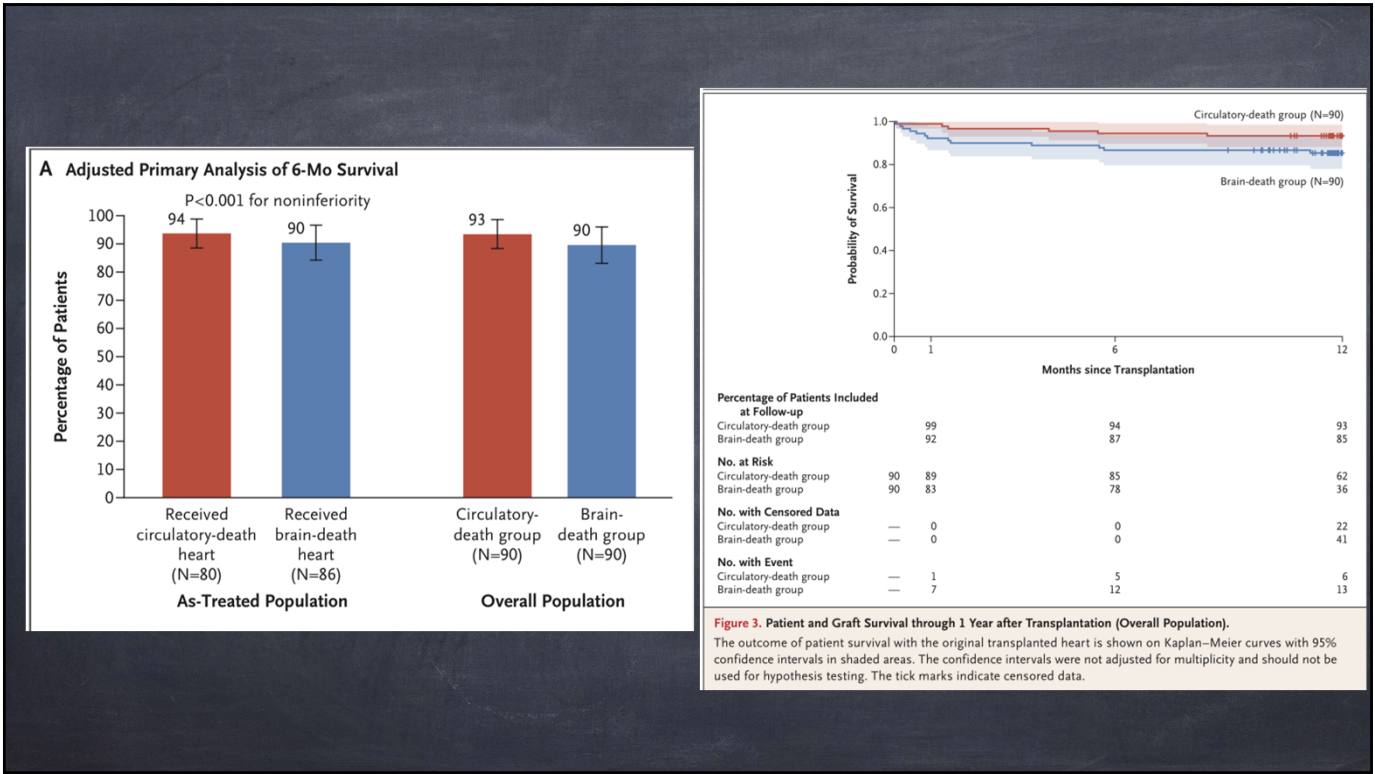 A Adjusted Primary Analysis of 6-Mo Survival
P<0.001 for noninferiority
Percentage of Patients
100
90
80
70
60
50
40
30
20
10
0
94
90
93
90
Received circulatory-death heart (N=80)
Received brain-death heart (N=86)
Circulatory-death group (N=90)
Brain-death group (N=90)
As-Treated Population
Overall Population
Circulatory-death group (N=90)
Brain-death group (N=90)
Probability of Survival
1.0
0.8
0.6
0.4
0.2
0.0
0 1 6 12
Months since Transplantation
Percentage of Patients Included
at Follow-up
Circulatory-death group 99 94 93
Brain-death group 92 87 85
No. at Risk
Circulatory-death group 90 89 85 62
Brain-death group 90 83 78 36
No. with Censored Data
Circulatory-death group — 0 0 22
Brain-death group — 0 0 41
No. with Event
Circulatory-death group — 1 5 6
Brain-death group — 7 12 13
Figure 3. Patient and Graft Survival through 1 Year after Transplantation (Overall Population).
The outcome of patient survival with the original transplanted heart is shown on Kaplan–Meier curves with 95%
confidence intervals in shaded areas. The confidence intervals were not adjusted for multiplicity and should not be
used for hypothesis testing. The tick marks indicate censored data.